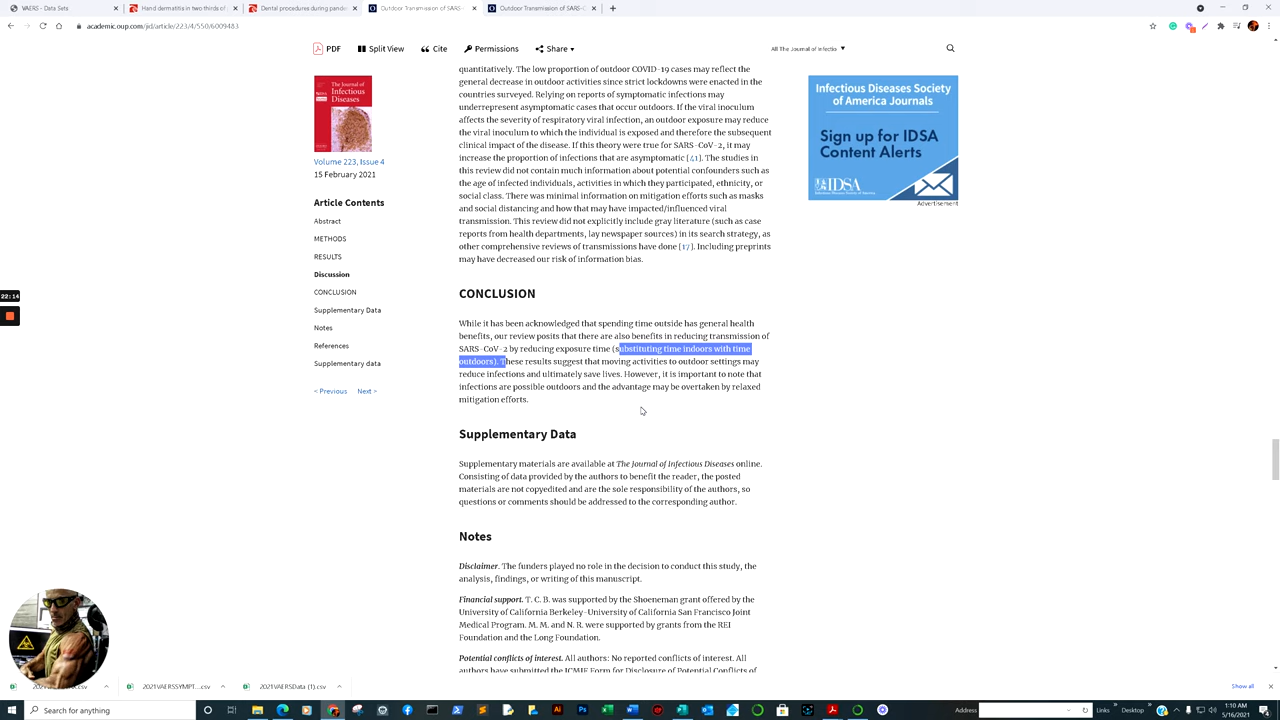 VAERS - Data Sets
Hand dermatitis in two thirds of
Dental procedures during pandem
Outdoor Transmission of SARS-
Outdoor Transmission of SARS-C
academic.oup.com/jid/article/223/4/550/6009483
PDF
Split View
Cite
Permissions
Share
All The Journal of Infectio
The Journal of
Infectious
Diseases
Volume 223, Issue 4
15 February 2021
Article Contents
Abstract
METHODS
RESULTS
Discussion
CONCLUSION
Supplementary Data
Notes
References
Supplementary data
< Previous Next >
quantitatively. The low proportion of outdoor COVID-19 cases may reflect the
general decrease in outdoor activities since strict lockdowns were enacted in the
countries surveyed. Relying on reports of symptomatic infections may
underrepresent asymptomatic cases that occur outdoors. If the viral inoculum
affects the severity of respiratory viral infection, an outdoor exposure may reduce
the viral inoculum to which the individual is exposed and therefore the subsequent
clinical impact of the disease. If this theory were true for SARS-CoV-2, it may
increase the proportion of infections that are asymptomatic [41]. The studies in
this review did not contain much information about potential confounders such as
the age of infected individuals, activities in which they participated, ethnicity, or
social class. There was minimal information on mitigation efforts such as masks
and social distancing and how that may have impacted/influenced viral
transmission. This review did not explicitly include gray literature (such as case
reports from health departments, lay newspaper sources) in its search strategy, as
other comprehensive reviews of transmissions have done [17]. Including preprints
may have decreased our risk of information bias.
CONCLUSION
While it has been acknowledged that spending time outside has general health
benefits, our review posits that there are also benefits in reducing transmission of
SARS-CoV-2 by reducing exposure time (substituting time indoors with time
outdoors). These results suggest that moving activities to outdoor settings may
reduce infections and ultimately save lives. However, it is important to note that
infections are possible outdoors and the advantage may be overtaken by relaxed
mitigation efforts.
Supplementary Data
Supplementary materials are available at The Journal of Infectious Diseases online.
Consisting of data provided by the authors to benefit the reader, the posted
materials are not copyedited and are the sole responsibility of the authors, so
questions or comments should be addressed to the corresponding author.
Notes
Disclaimer. The funders played no role in the decision to conduct this study, the
analysis, findings, or writing of this manuscript.
Financial support. T. C. B. was supported by the Shoeneman grant offered by the
University of California Berkeley-University of California San Francisco Joint
Medical Program. M. M. and N. R. were supported by grants from the REI
Foundation and the Long Foundation.
Potential conflicts of interest. All authors: No reported conflicts of interest. All
authors have submitted the ICMJE Form for Disclosure of Potential Conflicts of
Infectious Diseases Society
of America Journals
Sign up for IDSA
Content Alerts
IDSA
Advertisement
22:14
2021VAERSSYMPT....csv
2021VAERSData (1).csv
Show all
Search for anything
Address
Links
Desktop
1:10 AM
5/16/2021